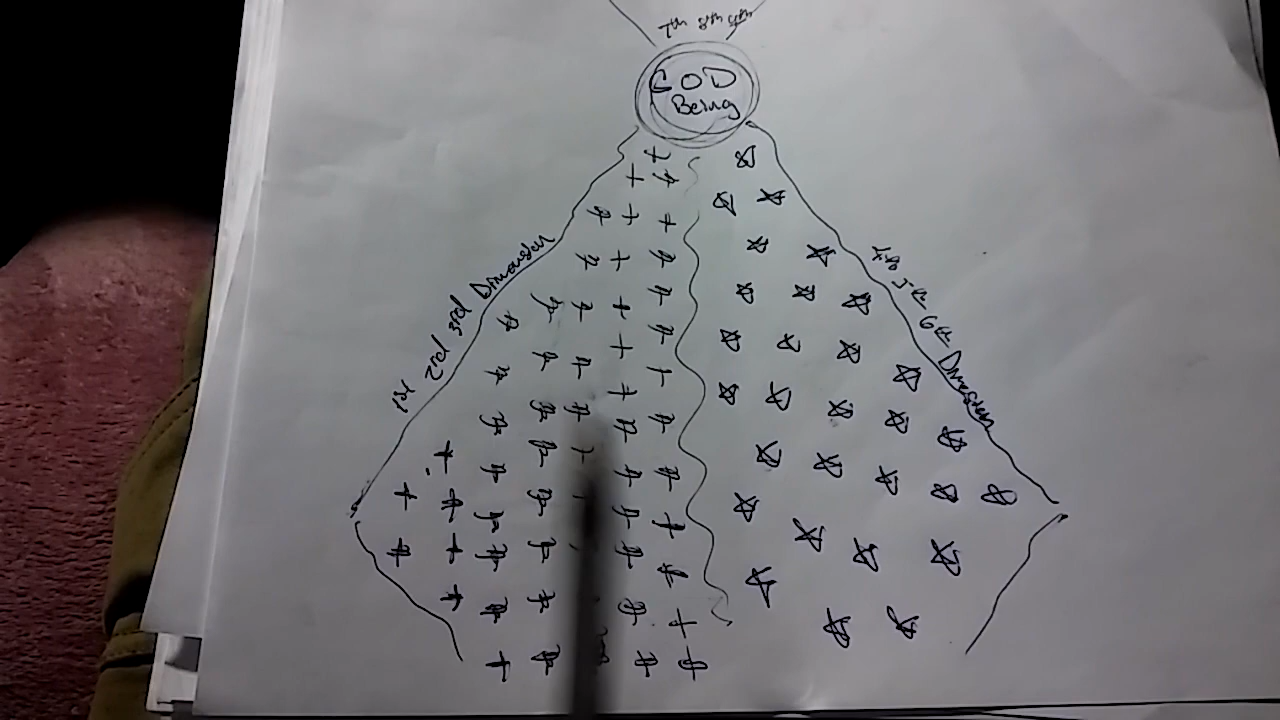 7th 8th 9th
GOD
Being
1st 2nd 3rd Dimension
4th 5th 6th Dimension